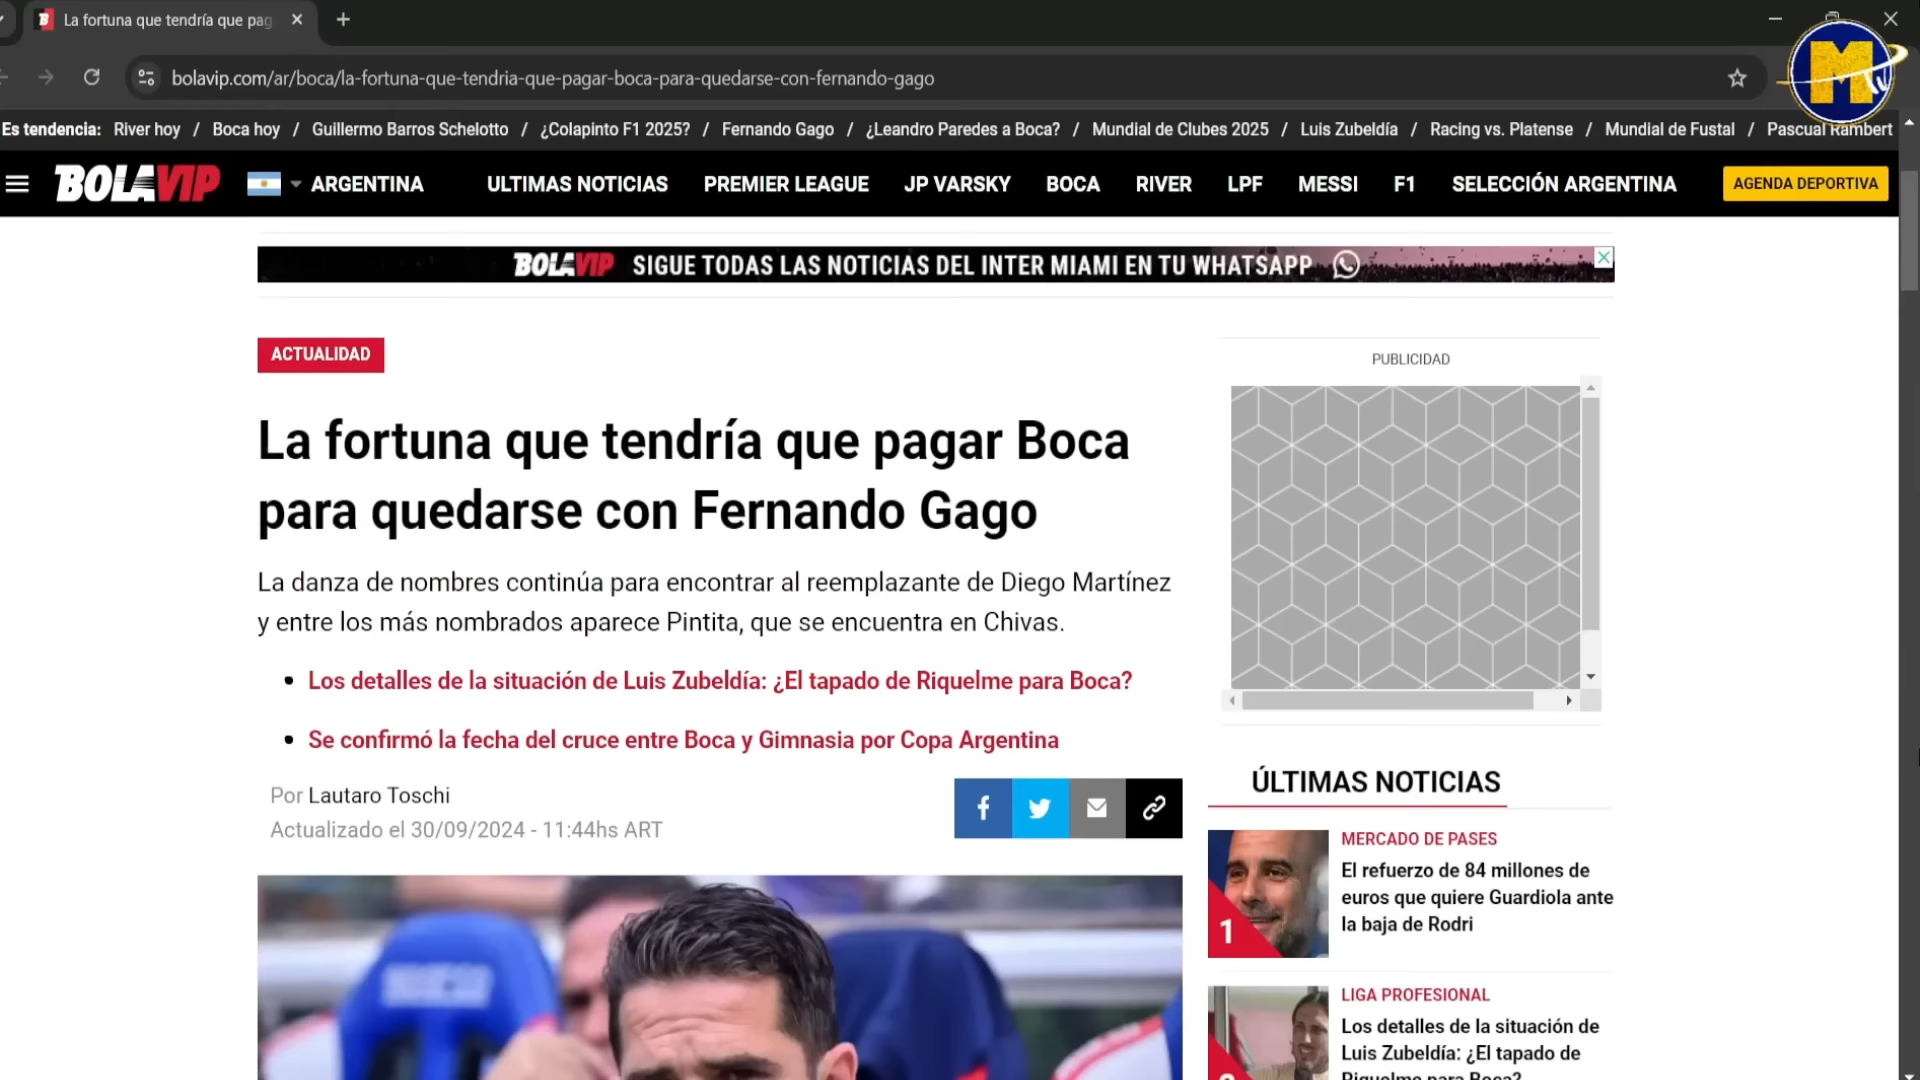 La fortuna que tendría que pag
bolavip.com/ar/boca/la-fortuna-que-tendria-que-pagar-boca-para-quedarse-con-fernando-gago
Es tendencia: River hoy / Boca hoy / Guillermo Barros Schelotto / ¿Colapinto F1 2025? / Fernando Gago / ¿Leandro Paredes a Boca? / Mundial de Clubes 2025 / Luis Zubeldía / Racing vs. Platense / Mundial de Fustal / Pascual Rambert
BOLAVIP ARGENTINA ULTIMAS NOTICIAS PREMIER LEAGUE JP VARSKY BOCA RIVER LPF MESSI F1 SELECCIÓN ARGENTINA AGENDA DEPORTIVA
BOLAVIP SIGUE TODAS LAS NOTICIAS DEL INTER MIAMI EN TU WHATSAPP
ACTUALIDAD
La fortuna que tendría que pagar Boca
para quedarse con Fernando Gago
La danza de nombres continúa para encontrar al reemplazante de Diego Martínez
y entre los más nombrados aparece Pintita, que se encuentra en Chivas.
• Los detalles de la situación de Luis Zubeldía: ¿El tapado de Riquelme para Boca?
• Se confirmó la fecha del cruce entre Boca y Gimnasia por Copa Argentina
Por Lautaro Toschi
Actualizado el 30/09/2024 - 11:44hs ART
PUBLICIDAD
ÚLTIMAS NOTICIAS
1
MERCADO DE PASES
El refuerzo de 84 millones de
euros que quiere Guardiola ante
la baja de Rodri
LIGA PROFESIONAL
Los detalles de la situación de
Luis Zubeldía: ¿El tapado de
Riquelme para Boca?
M
TV